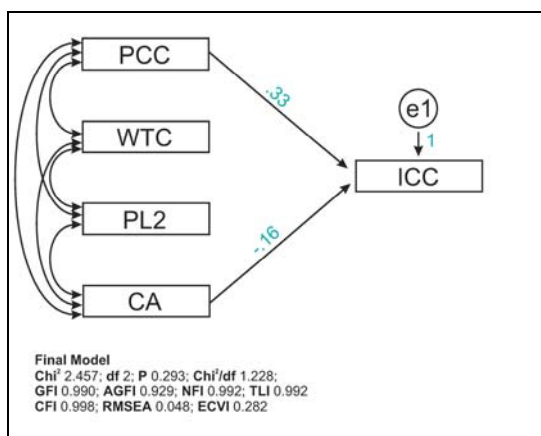 PCC
.33
e1
WTC
1
ICC
PL2
-.16
CA
Final Model
Chi² 2.457; df 2; P 0.293; Chi²/df 1.228;
GFI 0.990; AGFI 0.929; NFI 0.992; TLI 0.992
CFI 0.998; RMSEA 0.048; ECVI 0.282